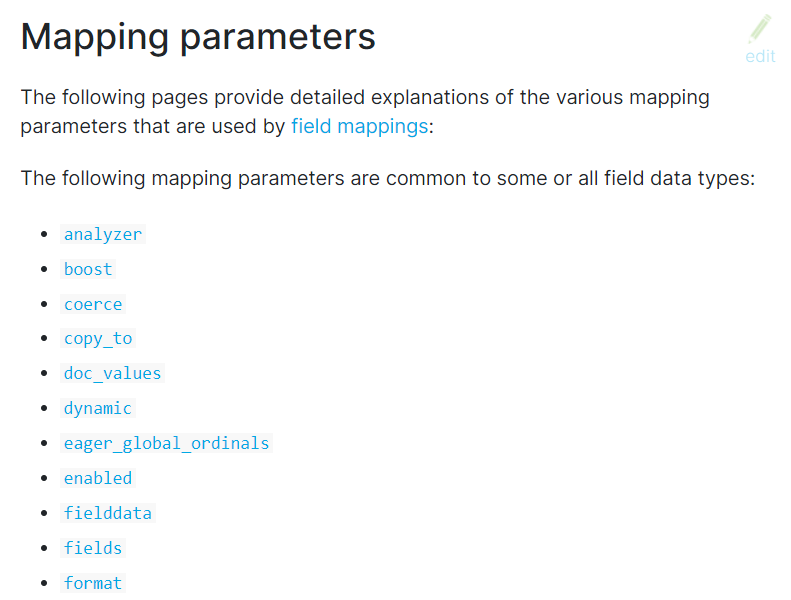 Mapping parameters
edit
The following pages provide detailed explanations of the various mapping
parameters that are used by field mappings:
The following mapping parameters are common to some or all field data types:
analyzer
boost
coerce
copy_to
doc_values
dynamic
eager_global_ordinals
enabled
fielddata
fields
format